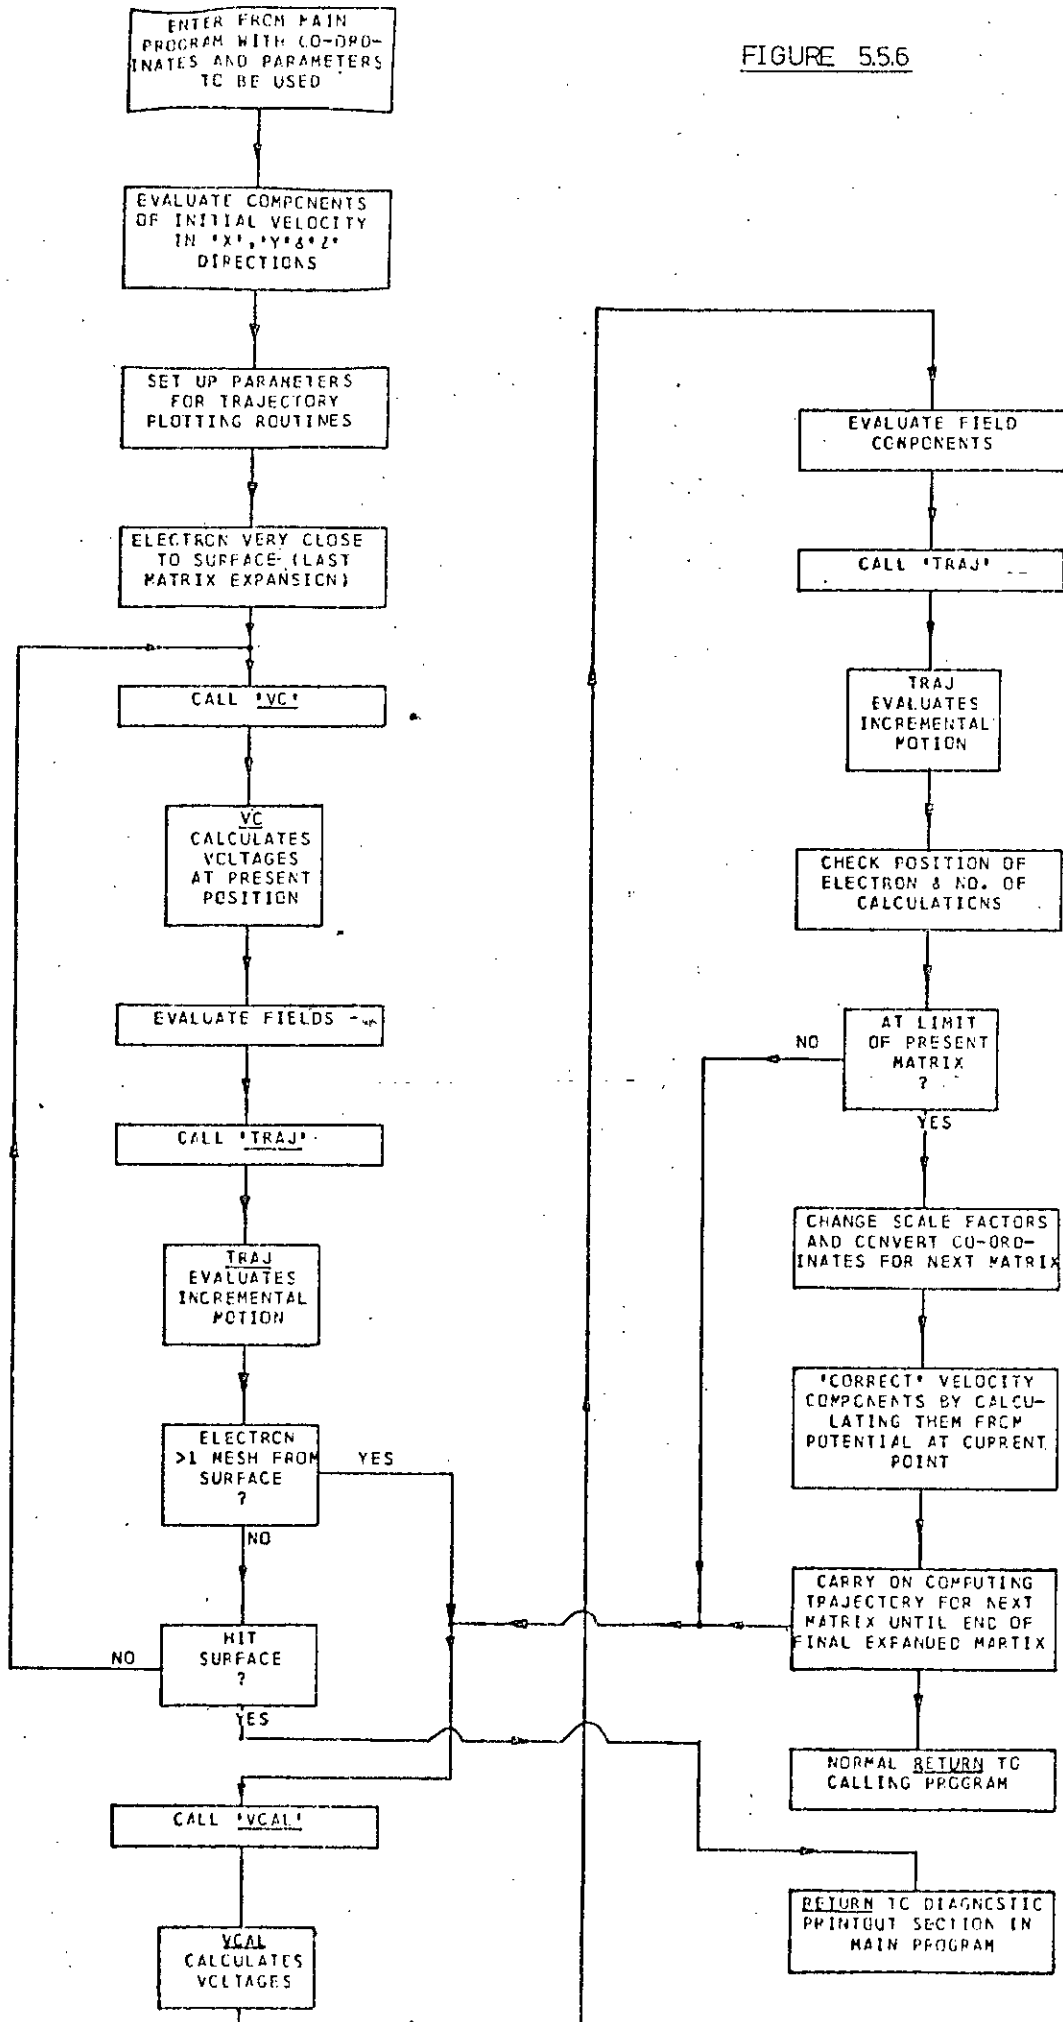 FIGURE 5.5.6
ENTER FROM MAIN
PROGRAM WITH CO-ORD-
INATES AND PARAMETERS
TO BE USED
EVALUATE COMPONENTS
OF INITIAL VELOCITY
IN 'X','Y'&'Z'
DIRECTIONS
SET UP PARAMETERS
FOR TRAJECTORY
PLOTTING ROUTINES
ELECTRON VERY CLOSE
TO SURFACE (LAST
MATRIX EXPANSION)
CALL 'VC'
VC
CALCULATES
VOLTAGES
AT PRESENT
POSITION
EVALUATE FIELDS
CALL 'TRAJ'
TRAJ
EVALUATES
INCREMENTAL
MOTION
ELECTRON
>1 MESH FROM
SURFACE
?
YES
NO
HIT
SURFACE
?
NO
YES
CALL 'VCAL'
VCAL
CALCULATES
VOLTAGES
EVALUATE FIELD
COMPONENTS
CALL 'TRAJ'
TRAJ
EVALUATES
INCREMENTAL
MOTION
CHECK POSITION OF
ELECTRON & NO. OF
CALCULATIONS
AT LIMIT
OF PRESENT
MATRIX
?
NO
YES
CHANGE SCALE FACTORS
AND CONVERT CO-ORD-
INATES FOR NEXT MATRIX
'CORRECT' VELOCITY
COMPONENTS BY CALCU-
LATING THEM FROM
POTENTIAL AT CURRENT
POINT
CARRY ON COMPUTING
TRAJECTORY FOR NEXT
MATRIX UNTIL END OF
FINAL EXPANDED MARTIX
NORMAL RETURN TO
CALLING PROGRAM
RETURN TO DIAGNOSTIC
PRINTOUT SECTION IN
MAIN PROGRAM